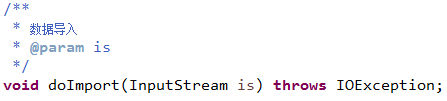 /**
 * 数据导入
 * @param is
 */
void doImport(InputStream is) throws IOException;